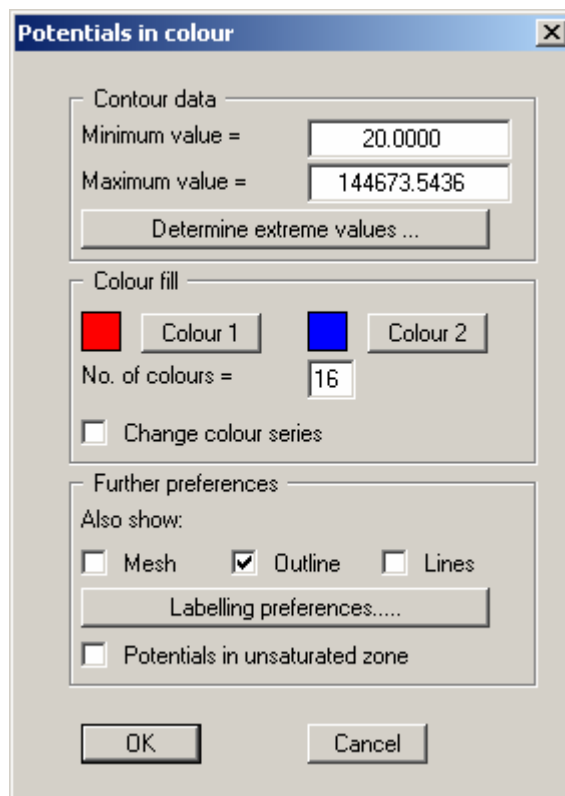 Potentials in colour
Contour data
Minimum value = 20.0000
Maximum value = 144673.5436
Determine extreme values ...
Colour fill
Colour 1 Colour 2
No. of colours = 16
Change colour series
Further preferences
Also show:
Mesh Outline Lines
Labelling preferences.....
Potentials in unsaturated zone
OK Cancel